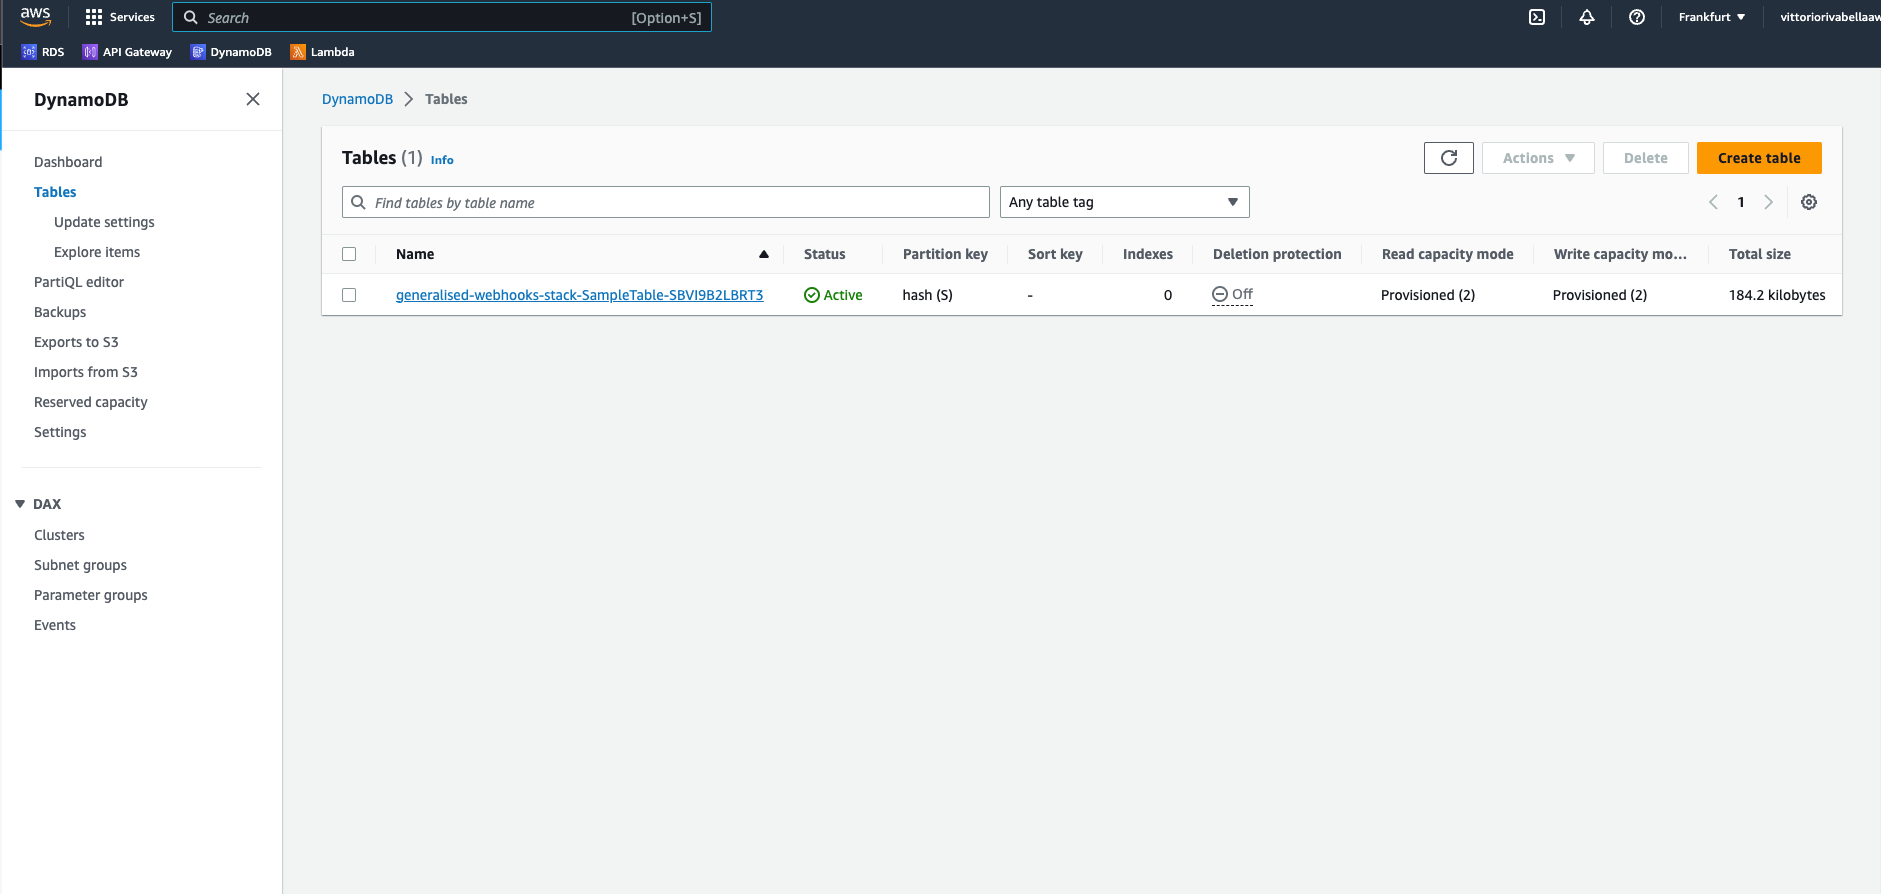 aws
Services
Search
[Option+S]
Frankfurt
vittoriorivabellaaw
RDS
API Gateway
DynamoDB
Lambda
DynamoDB
Dashboard
Tables
Update settings
Explore items
PartiQL editor
Backups
Exports to S3
Imports from S3
Reserved capacity
Settings
DAX
Clusters
Subnet groups
Parameter groups
Events
DynamoDB > Tables
Tables (1) Info
Actions
Delete
Create table
Find tables by table name
Any table tag
1
Name Status Partition key Sort key Indexes Deletion protection Read capacity mode Write capacity mo... Total size
generalised-webhooks-stack-SampleTable-SBVI9B2LBRT3 Active hash (S) - 0 Off Provisioned (2) Provisioned (2) 184.2 kilobytes